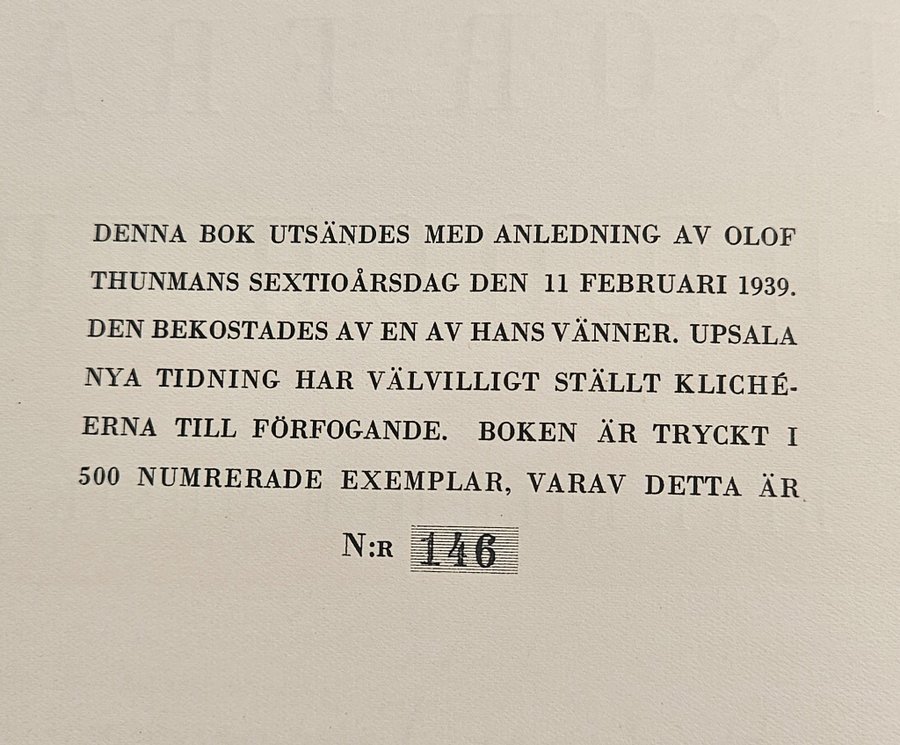 DENNA BOK UTSÄNDES MED ANLEDNING AV OLOF
THUNMANS SEXTIOÅRSDAG DEN 11 FEBRUARI 1939.
DEN BEKOSTADES AV EN AV HANS VÄNNER. UPSALA
NYA TIDNING HAR VÄLVILLIGT STÄLLT KLICHÉ-
ERNA TILL FÖRFOGANDE. BOKEN ÄR TRYCKT I
500 NUMRERADE EXEMPLAR, VARAV DETTA ÄR
N:R 146